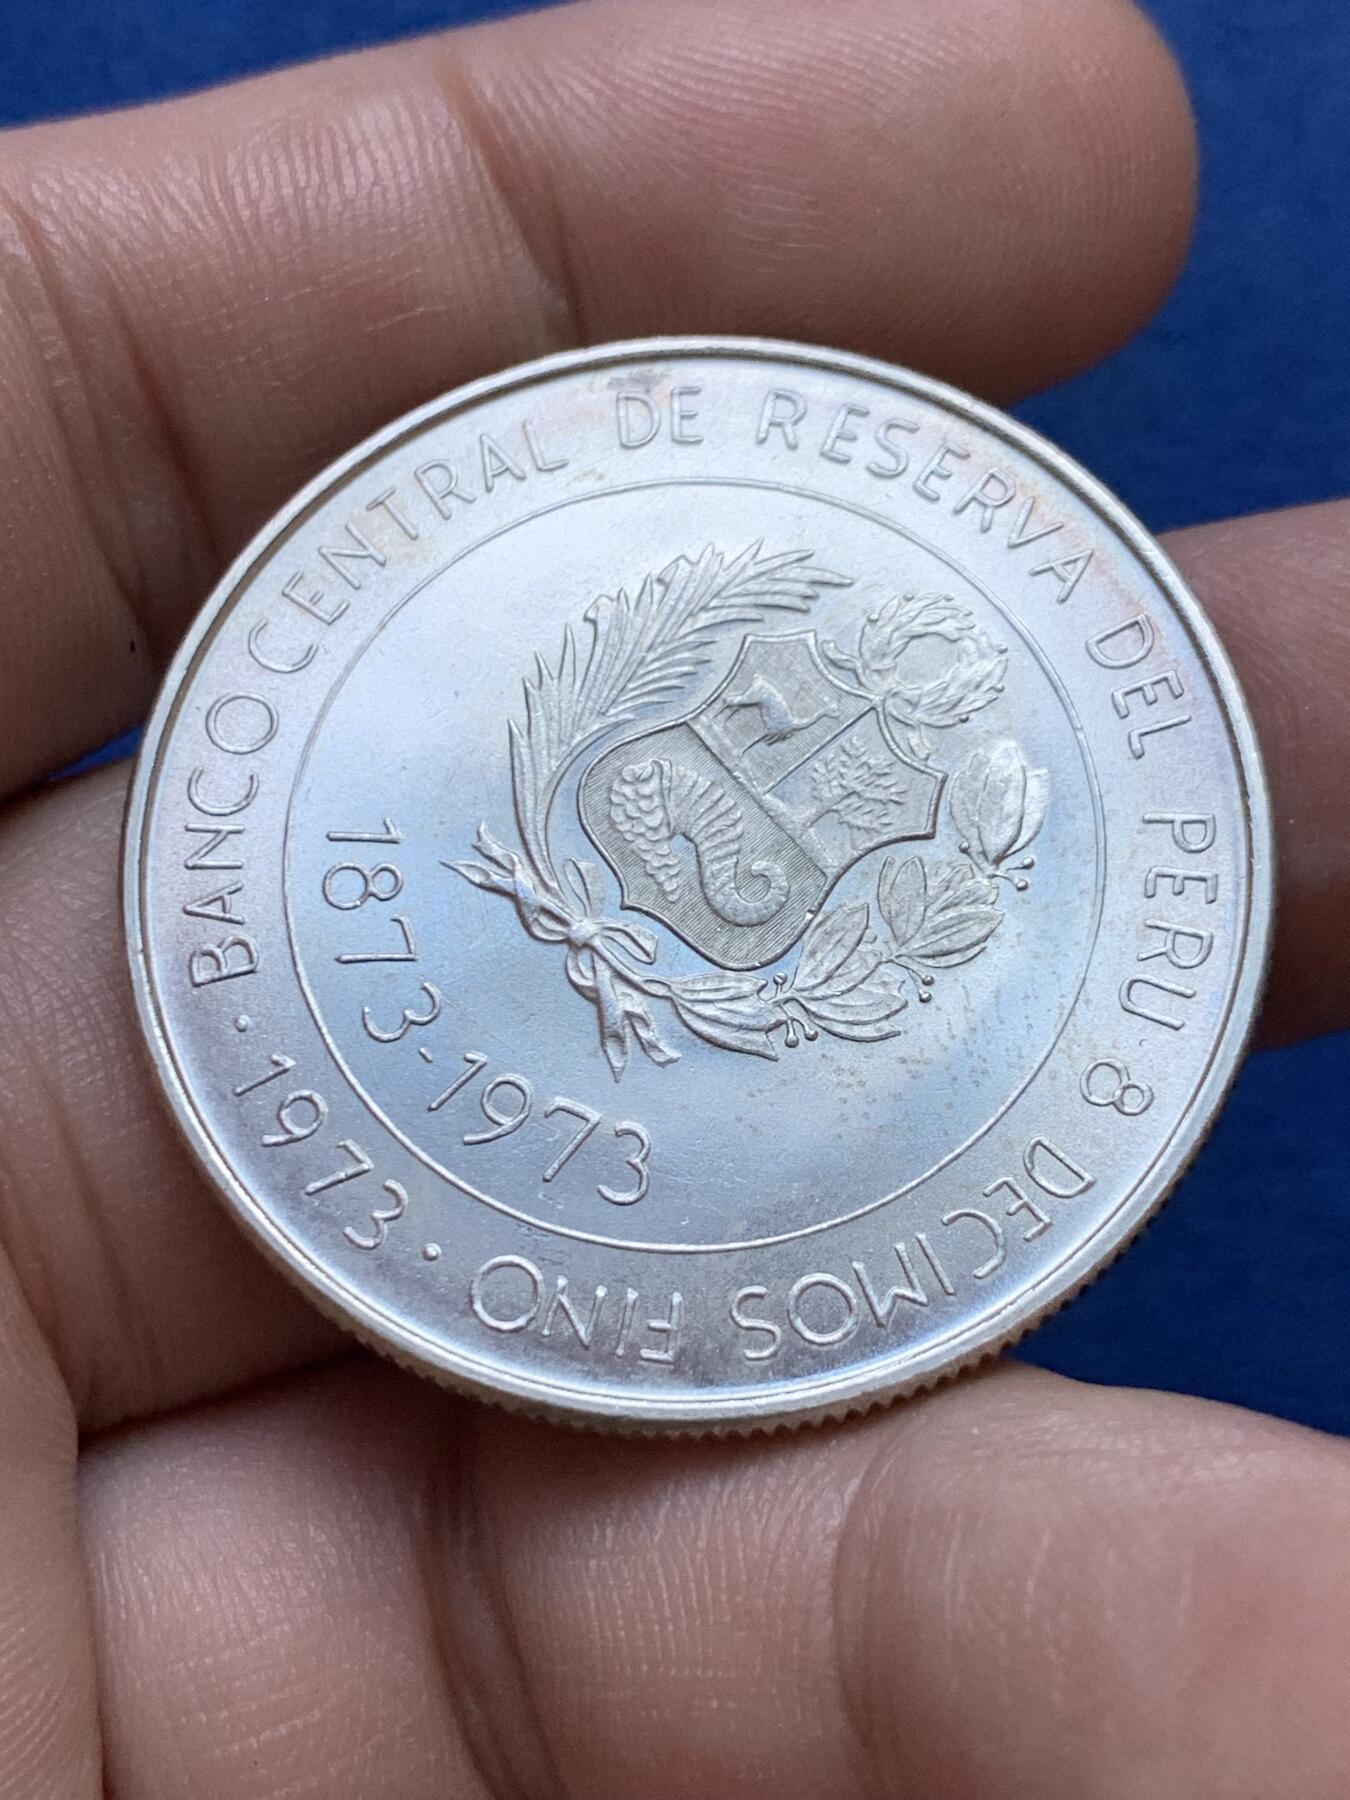 BANCO CENTRAL DE RESERVA DEL PERU · 8 DECIMOS FINO · 1973 ·
1873-1973